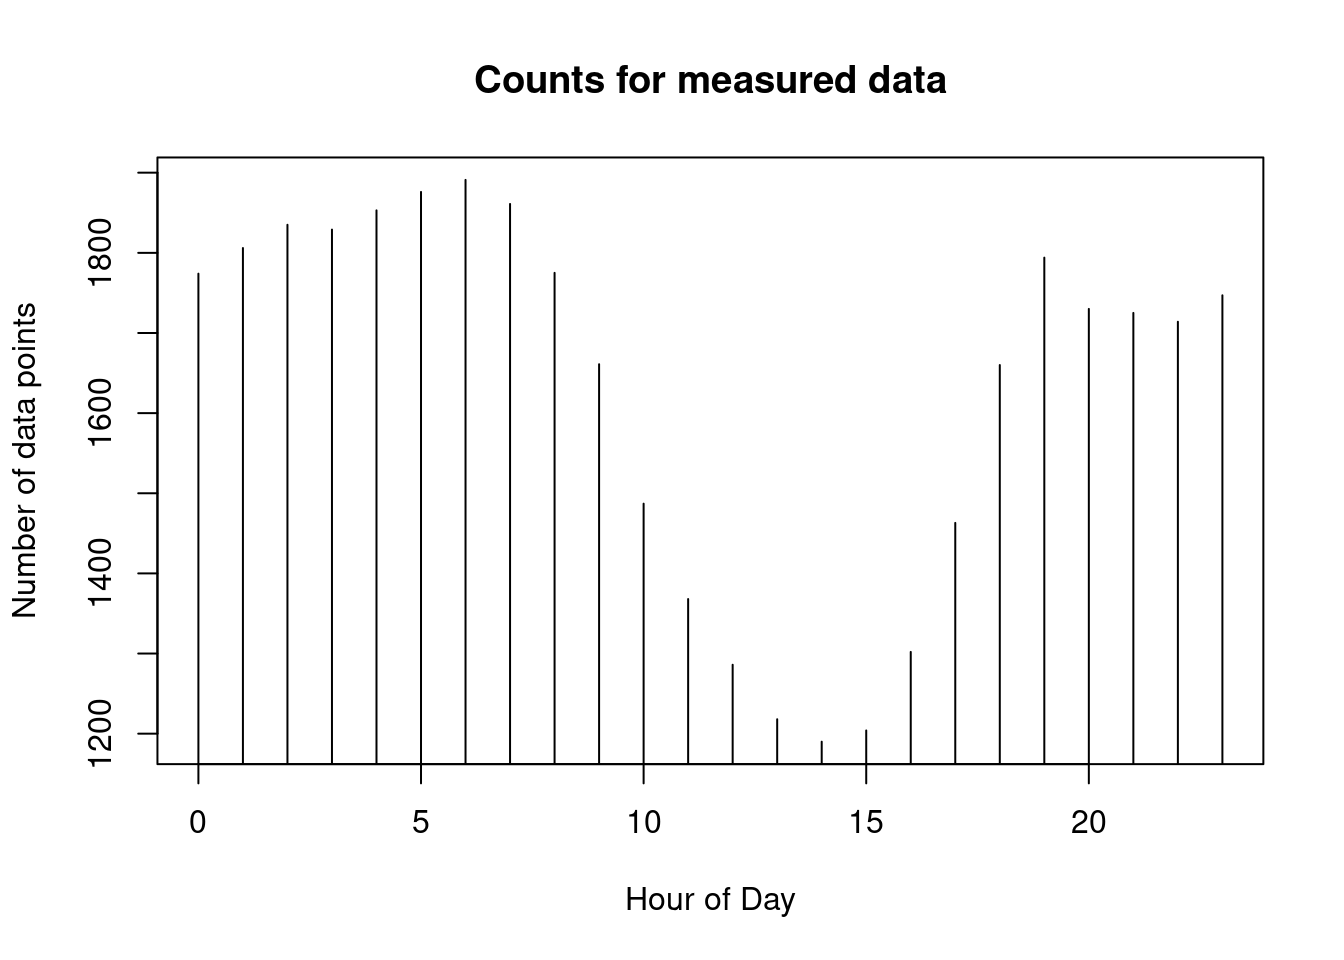 Counts for measured data
Number of data points
1800
1600
1400
1200
0 5 10 15 20
Hour of Day